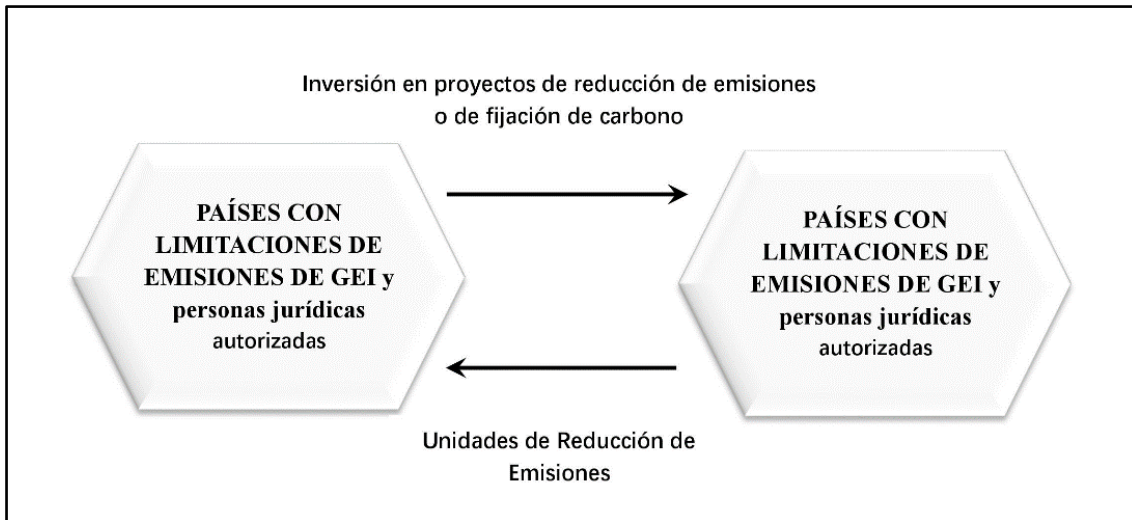 Inversión en proyectos de reducción de emisiones
o de fijación de carbono
PAÍSES CON
LIMITACIONES DE
EMISIONES DE GEI y
personas jurídicas
autorizadas
PAÍSES CON
LIMITACIONES DE
EMISIONES DE GEI y
personas jurídicas
autorizadas
Unidades de Reducción de
Emisiones